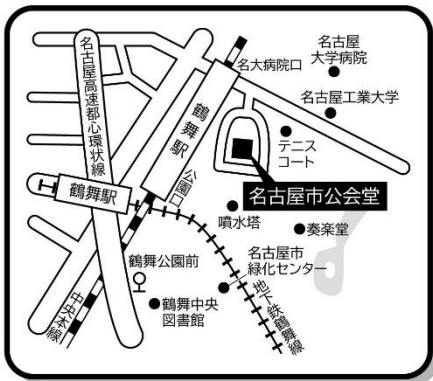 名古屋高速都心環状線
名大病院口
名古屋
大学病院
名古屋工業大学
鶴舞駅
テニス
コート
公園口
名古屋市公会堂
鶴舞駅
噴水塔
奏楽堂
名古屋市
緑化センター
鶴舞公園前
鶴舞中央
図書館
地下鉄鶴舞線
中央本線